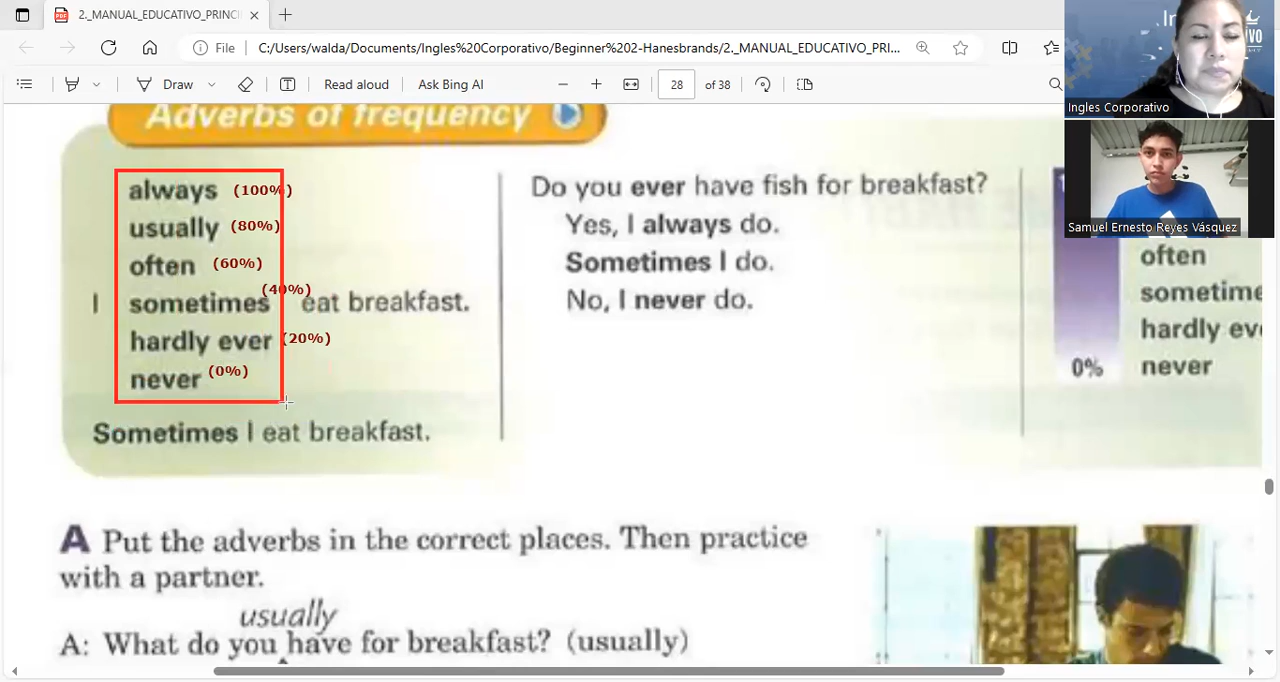 2._MANUAL_EDUCATIVO_PRINCI
File C:/Users/walda/Documents/Ingles%20Corporativo/Beginner%202-Hanesbrands/2._MANUAL_EDUCATIVO_PRI...
Draw Read aloud Ask Bing AI 28 of 38
Ingles Corporativo
Samuel Ernesto Reyes Vásquez
Adverbs of frequency
always (100%)
usually (80%)
often (60%)
I sometimes (40%) eat breakfast.
hardly ever (20%)
never (0%)
Sometimes I eat breakfast.
Do you ever have fish for breakfast?
Yes, I always do.
Sometimes I do.
No, I never do.
often
sometime
hardly ev
0% never
A Put the adverbs in the correct places. Then practice
with a partner.
usually
A: What do you have for breakfast? (usually)